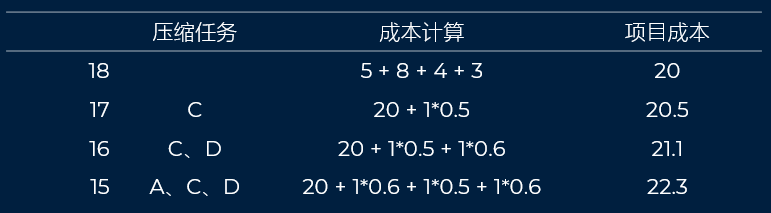 压缩任务 成本计算 项目成本
18 5 + 8 + 4 + 3 20
17 C 20 + 1*0.5 20.5
16 C、D 20 + 1*0.5 + 1*0.6 21.1
15 A、C、D 20 + 1*0.6 + 1*0.5 + 1*0.6 22.3